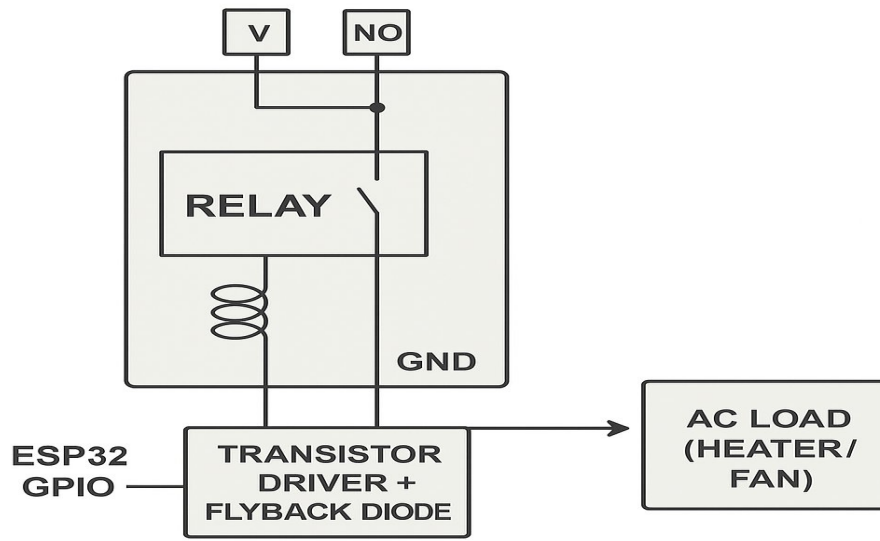 V
NO
RELAY
GND
ESP32
GPIO
TRANSISTOR
DRIVER +
FLYBACK DIODE
AC LOAD
(HEATER/
FAN)